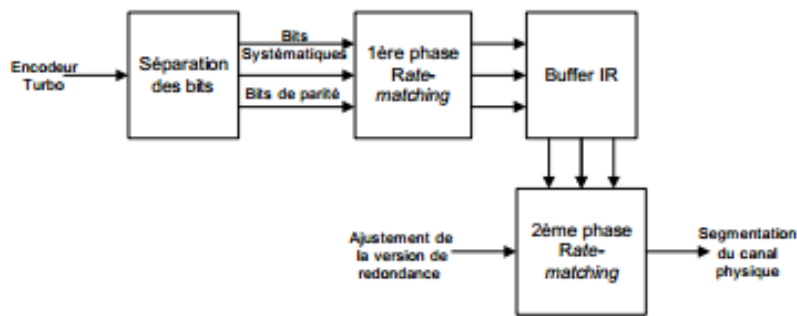 Encodeur
Turbo
Séparation
des bits
Bits
Systématiques
Bits de parité
1ère phase
Rate-
matching
Buffer IR
Ajustement de
la version de
redondance
2ème phase
Rate-
matching
Segmentation
du canal
physique